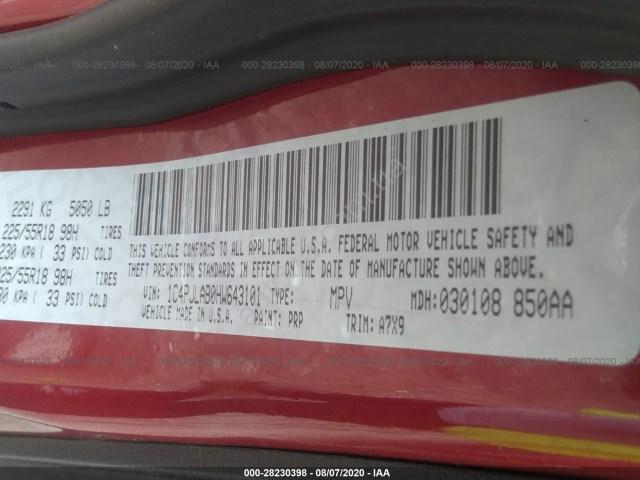 000-28230398 - 08/07/2020 - IAA
2291 KG 5050 LB
225/55R18 98H TIRES
230 KPA ( 33 PSI) COLD
225/55R18 98H TIRES
230 KPA ( 33 PSI) COLD
THIS VEHICLE CONFORMS TO ALL APPLICABLE U.S.A. FEDERAL MOTOR VEHICLE SAFETY AND
THEFT PREVENTION STANDARDS IN EFFECT ON THE DATE OF MANUFACTURE SHOWN ABOVE.
VIN: 1C4PJLAB0HW643101 TYPE: MPV MDH: 030108 850AA
VEHICLE MADE IN U.S.A. PAINT: PRP TRIM: A7X9
000-28230398 - 08/07/2020 - IAA